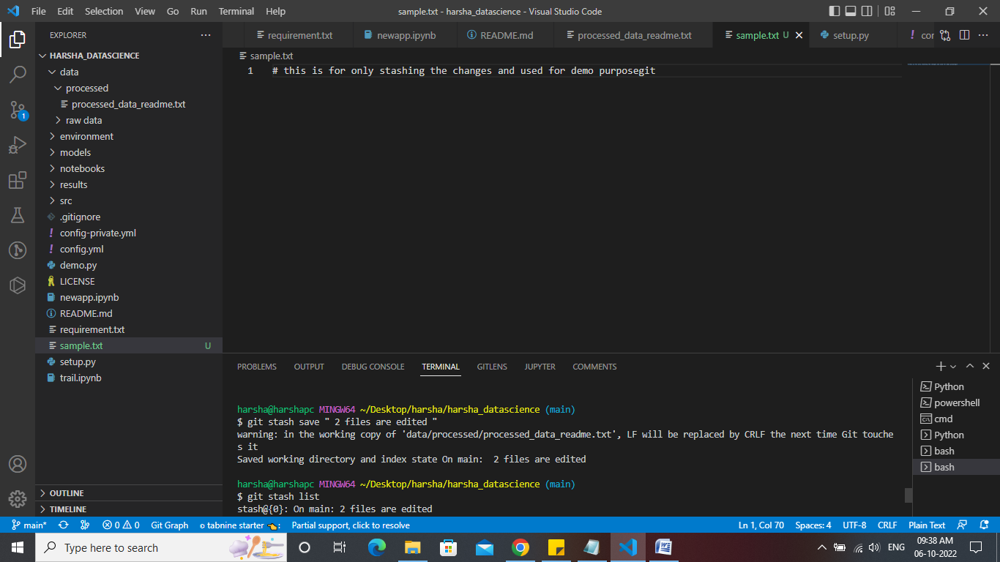 File Edit Selection View Go Run Terminal Help
sample.txt - harsha_datascience - Visual Studio Code
EXPLORER
requirement.txt
newapp.ipynb
README.md
processed_data_readme.txt
sample.txt U
setup.py
cor
HARSHA_DATASCIENCE
data
processed
processed_data_readme.txt
raw data
environment
models
notebooks
results
src
.gitignore
config-private.yml
config.yml
demo.py
LICENSE
newapp.ipynb
README.md
requirement.txt
sample.txt U
setup.py
trail.ipynb
OUTLINE
TIMELINE
1
sample.txt
1 # this is for only stashing the changes and used for demo purposegit
PROBLEMS OUTPUT DEBUG CONSOLE TERMINAL GITLENS JUPYTER COMMENTS
harsha@harshapc MINGW64 ~/Desktop/harsha/harsha_datascience (main)
$ git stash save " 2 files are edited "
warning: in the working copy of 'data/processed/processed_data_readme.txt', LF will be replaced by CRLF the next time Git touche
s it
Saved working directory and index state On main:  2 files are edited
harsha@harshapc MINGW64 ~/Desktop/harsha/harsha_datascience (main)
$ git stash list
stash@{0}: On main: 2 files are edited
Python
powershell
cmd
Python
bash
bash
main* 0 0 Git Graph tabnine starter : Partial support, click to resolve
Ln 1, Col 70 Spaces: 4 UTF-8 CRLF Plain Text
Type here to search
ENG
09:38 AM
06-10-2022